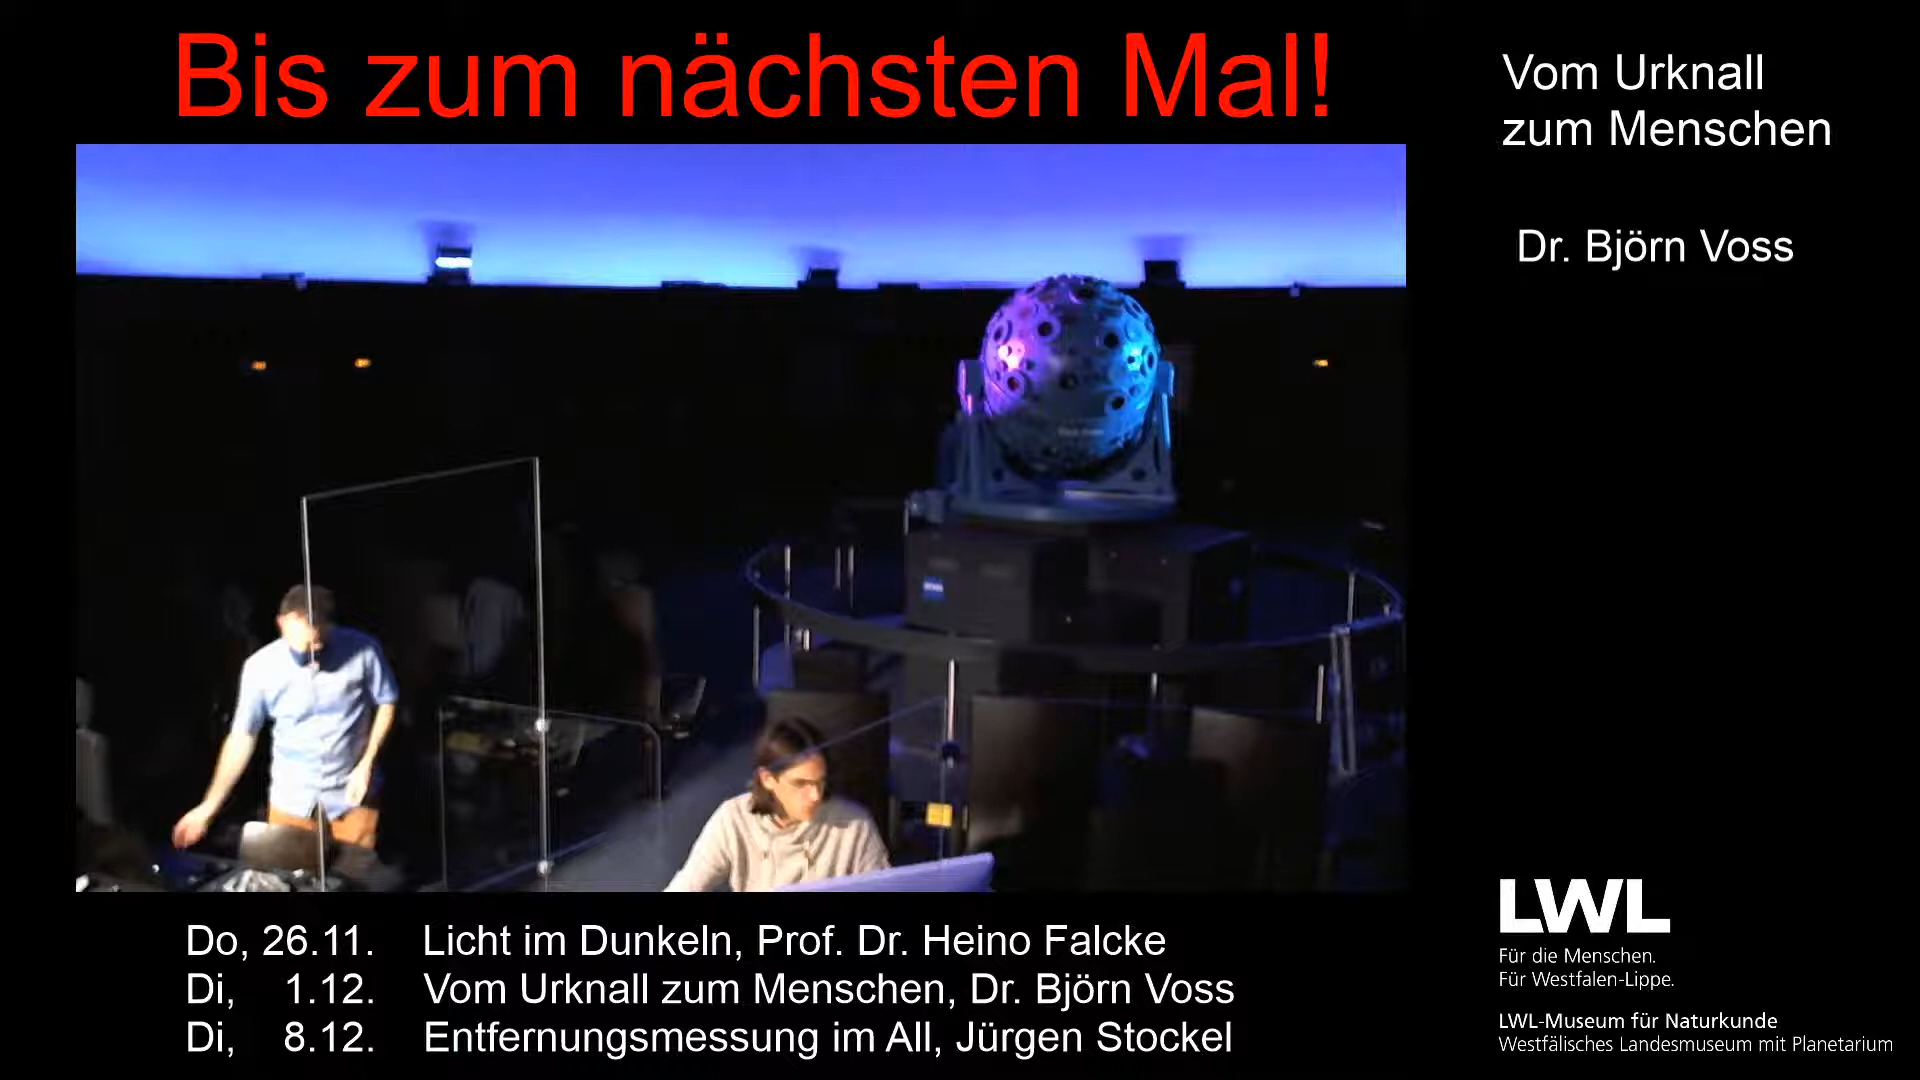 Bis zum nächsten Mal!
Vom Urknall
zum Menschen
Dr. Björn Voss
Do, 26.11. Licht im Dunkeln, Prof. Dr. Heino Falcke
Di, 1.12. Vom Urknall zum Menschen, Dr. Björn Voss
Di, 8.12. Entfernungsmessung im All, Jürgen Stockel
LWL
Für die Menschen.
Für Westfalen-Lippe.
LWL-Museum für Naturkunde
Westfälisches Landesmuseum mit Planetarium